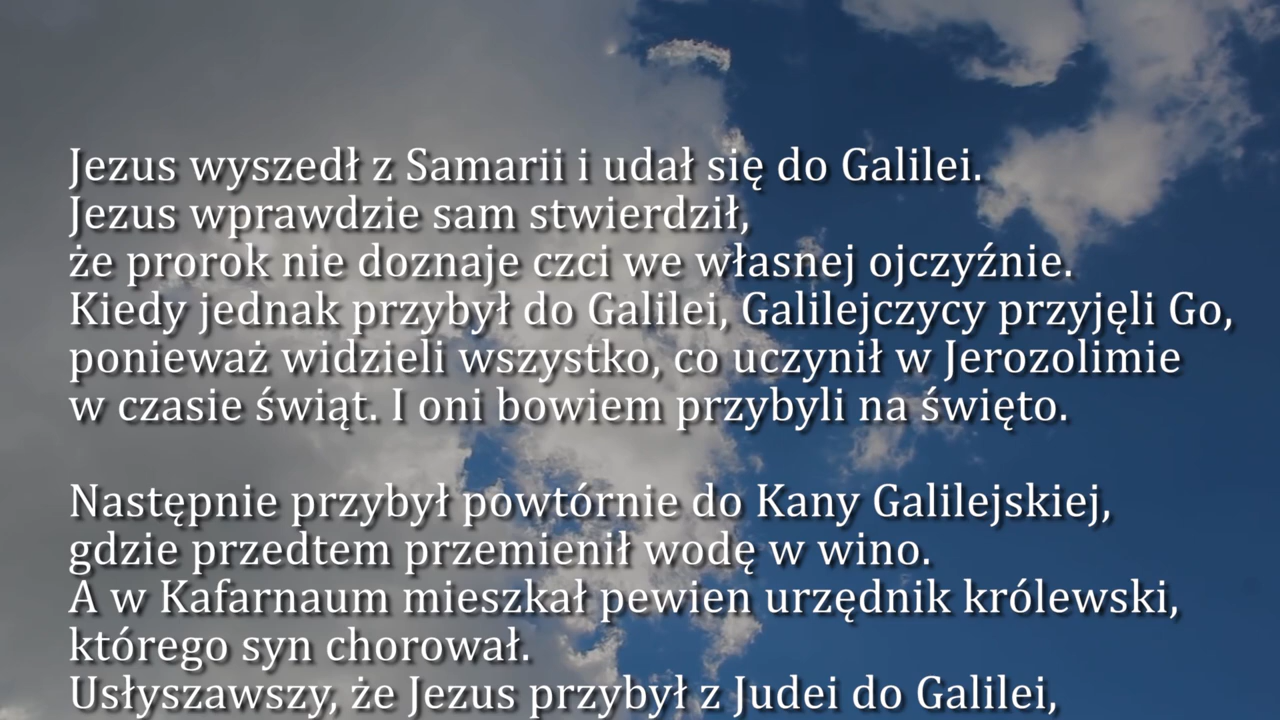 Jezus wyszedł z Samarii i udał się do Galilei.
Jezus wprawdzie sam stwierdził,
że prorok nie doznaje czci we własnej ojczyźnie.
Kiedy jednak przybył do Galilei, Galilejczycy przyjęli Go,
ponieważ widzieli wszystko, co uczynił w Jerozolimie
w czasie świąt. I oni bowiem przybyli na święto.

Następnie przybył powtórnie do Kany Galilejskiej,
gdzie przedtem przemienił wodę w wino.
A w Kafarnaum mieszkał pewien urzędnik królewski,
którego syn chorował.
Usłyszawszy, że Jezus przybył z Judei do Galilei,